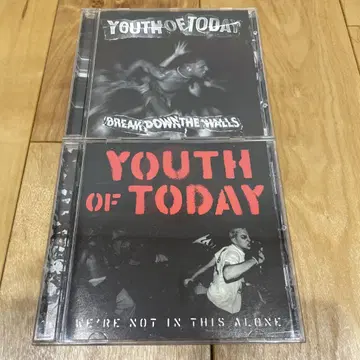 YOUTH OF TODAY
BREAK DOWN THE WALLS
YOUTH
OF TODAY
WE'RE NOT IN THIS ALONE